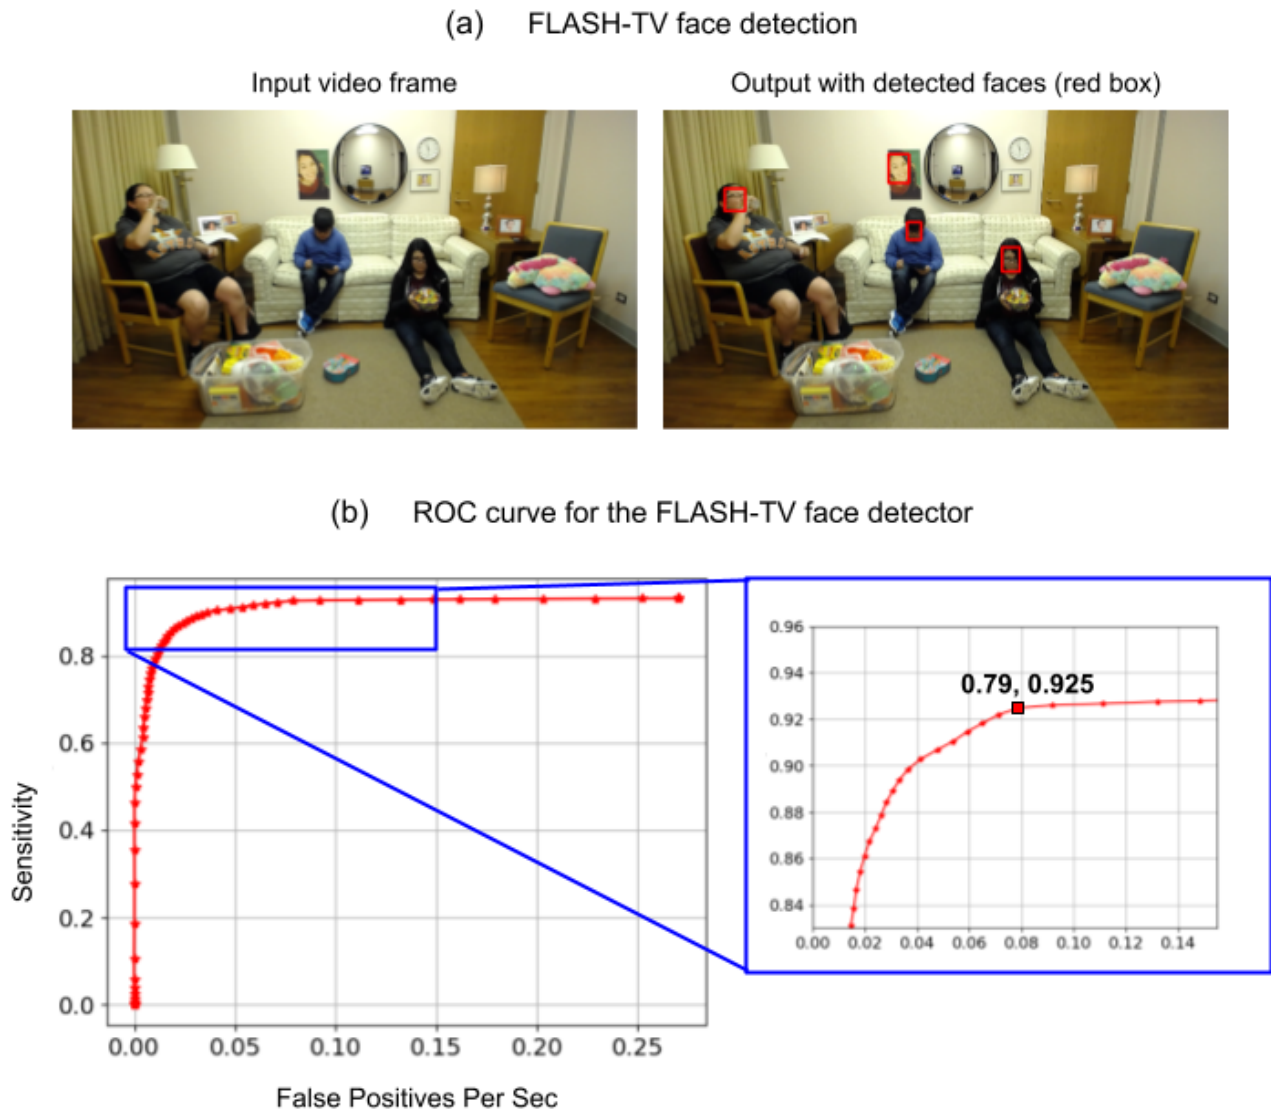 (a) FLASH-TV face detection
Input video frame
Output with detected faces (red box)
(b) ROC curve for the FLASH-TV face detector
Sensitivity
0.8
0.6
0.4
0.2
0.0
0.00 0.05 0.10 0.15 0.20 0.25
False Positives Per Sec
0.96
0.94
0.92
0.90
0.88
0.86
0.84
0.79, 0.925
0.00 0.02 0.04 0.06 0.08 0.10 0.12 0.14